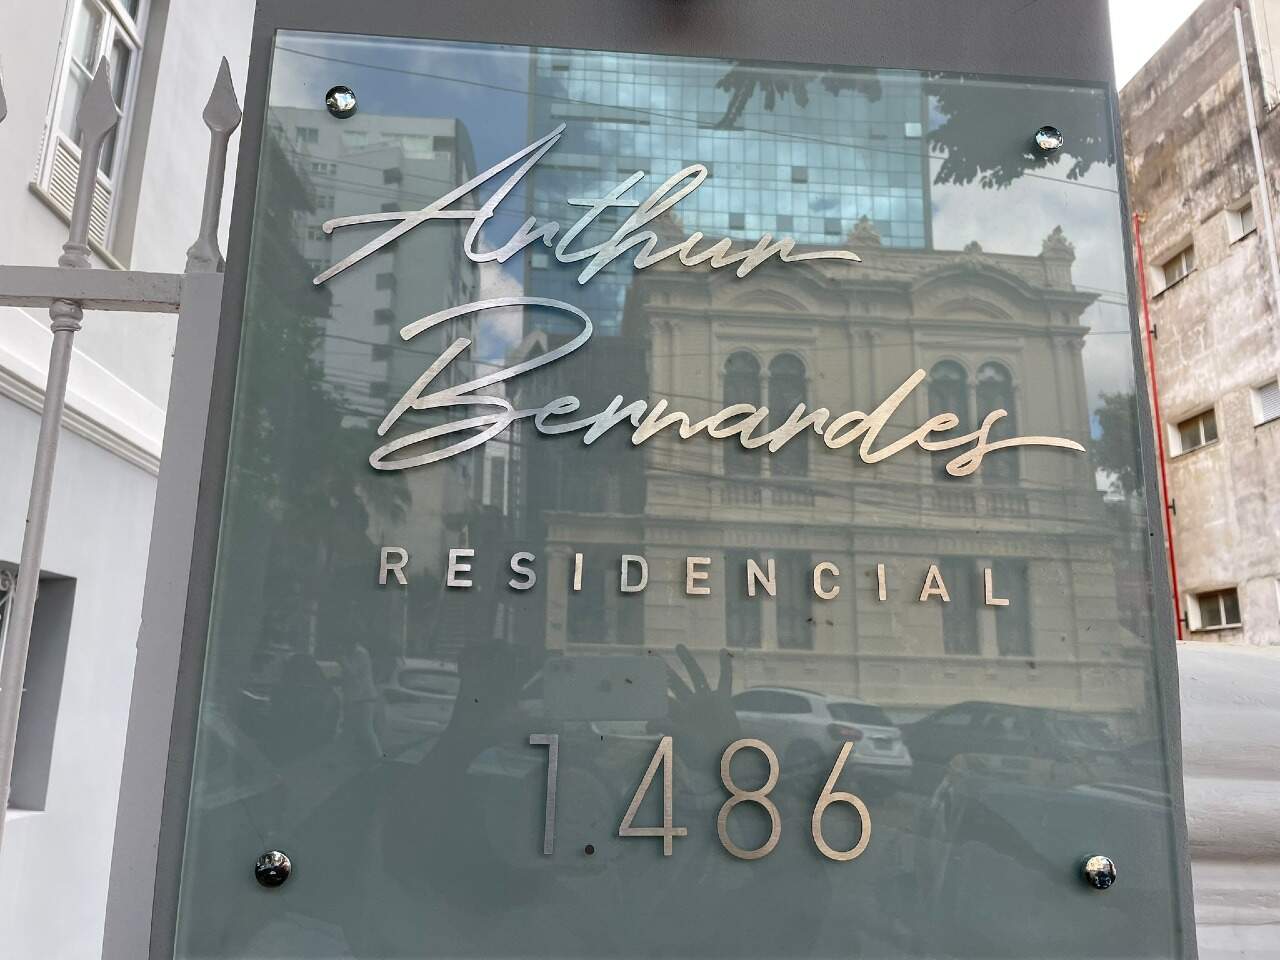 Arthur
Bernardes
RESIDENCIAL
1.486